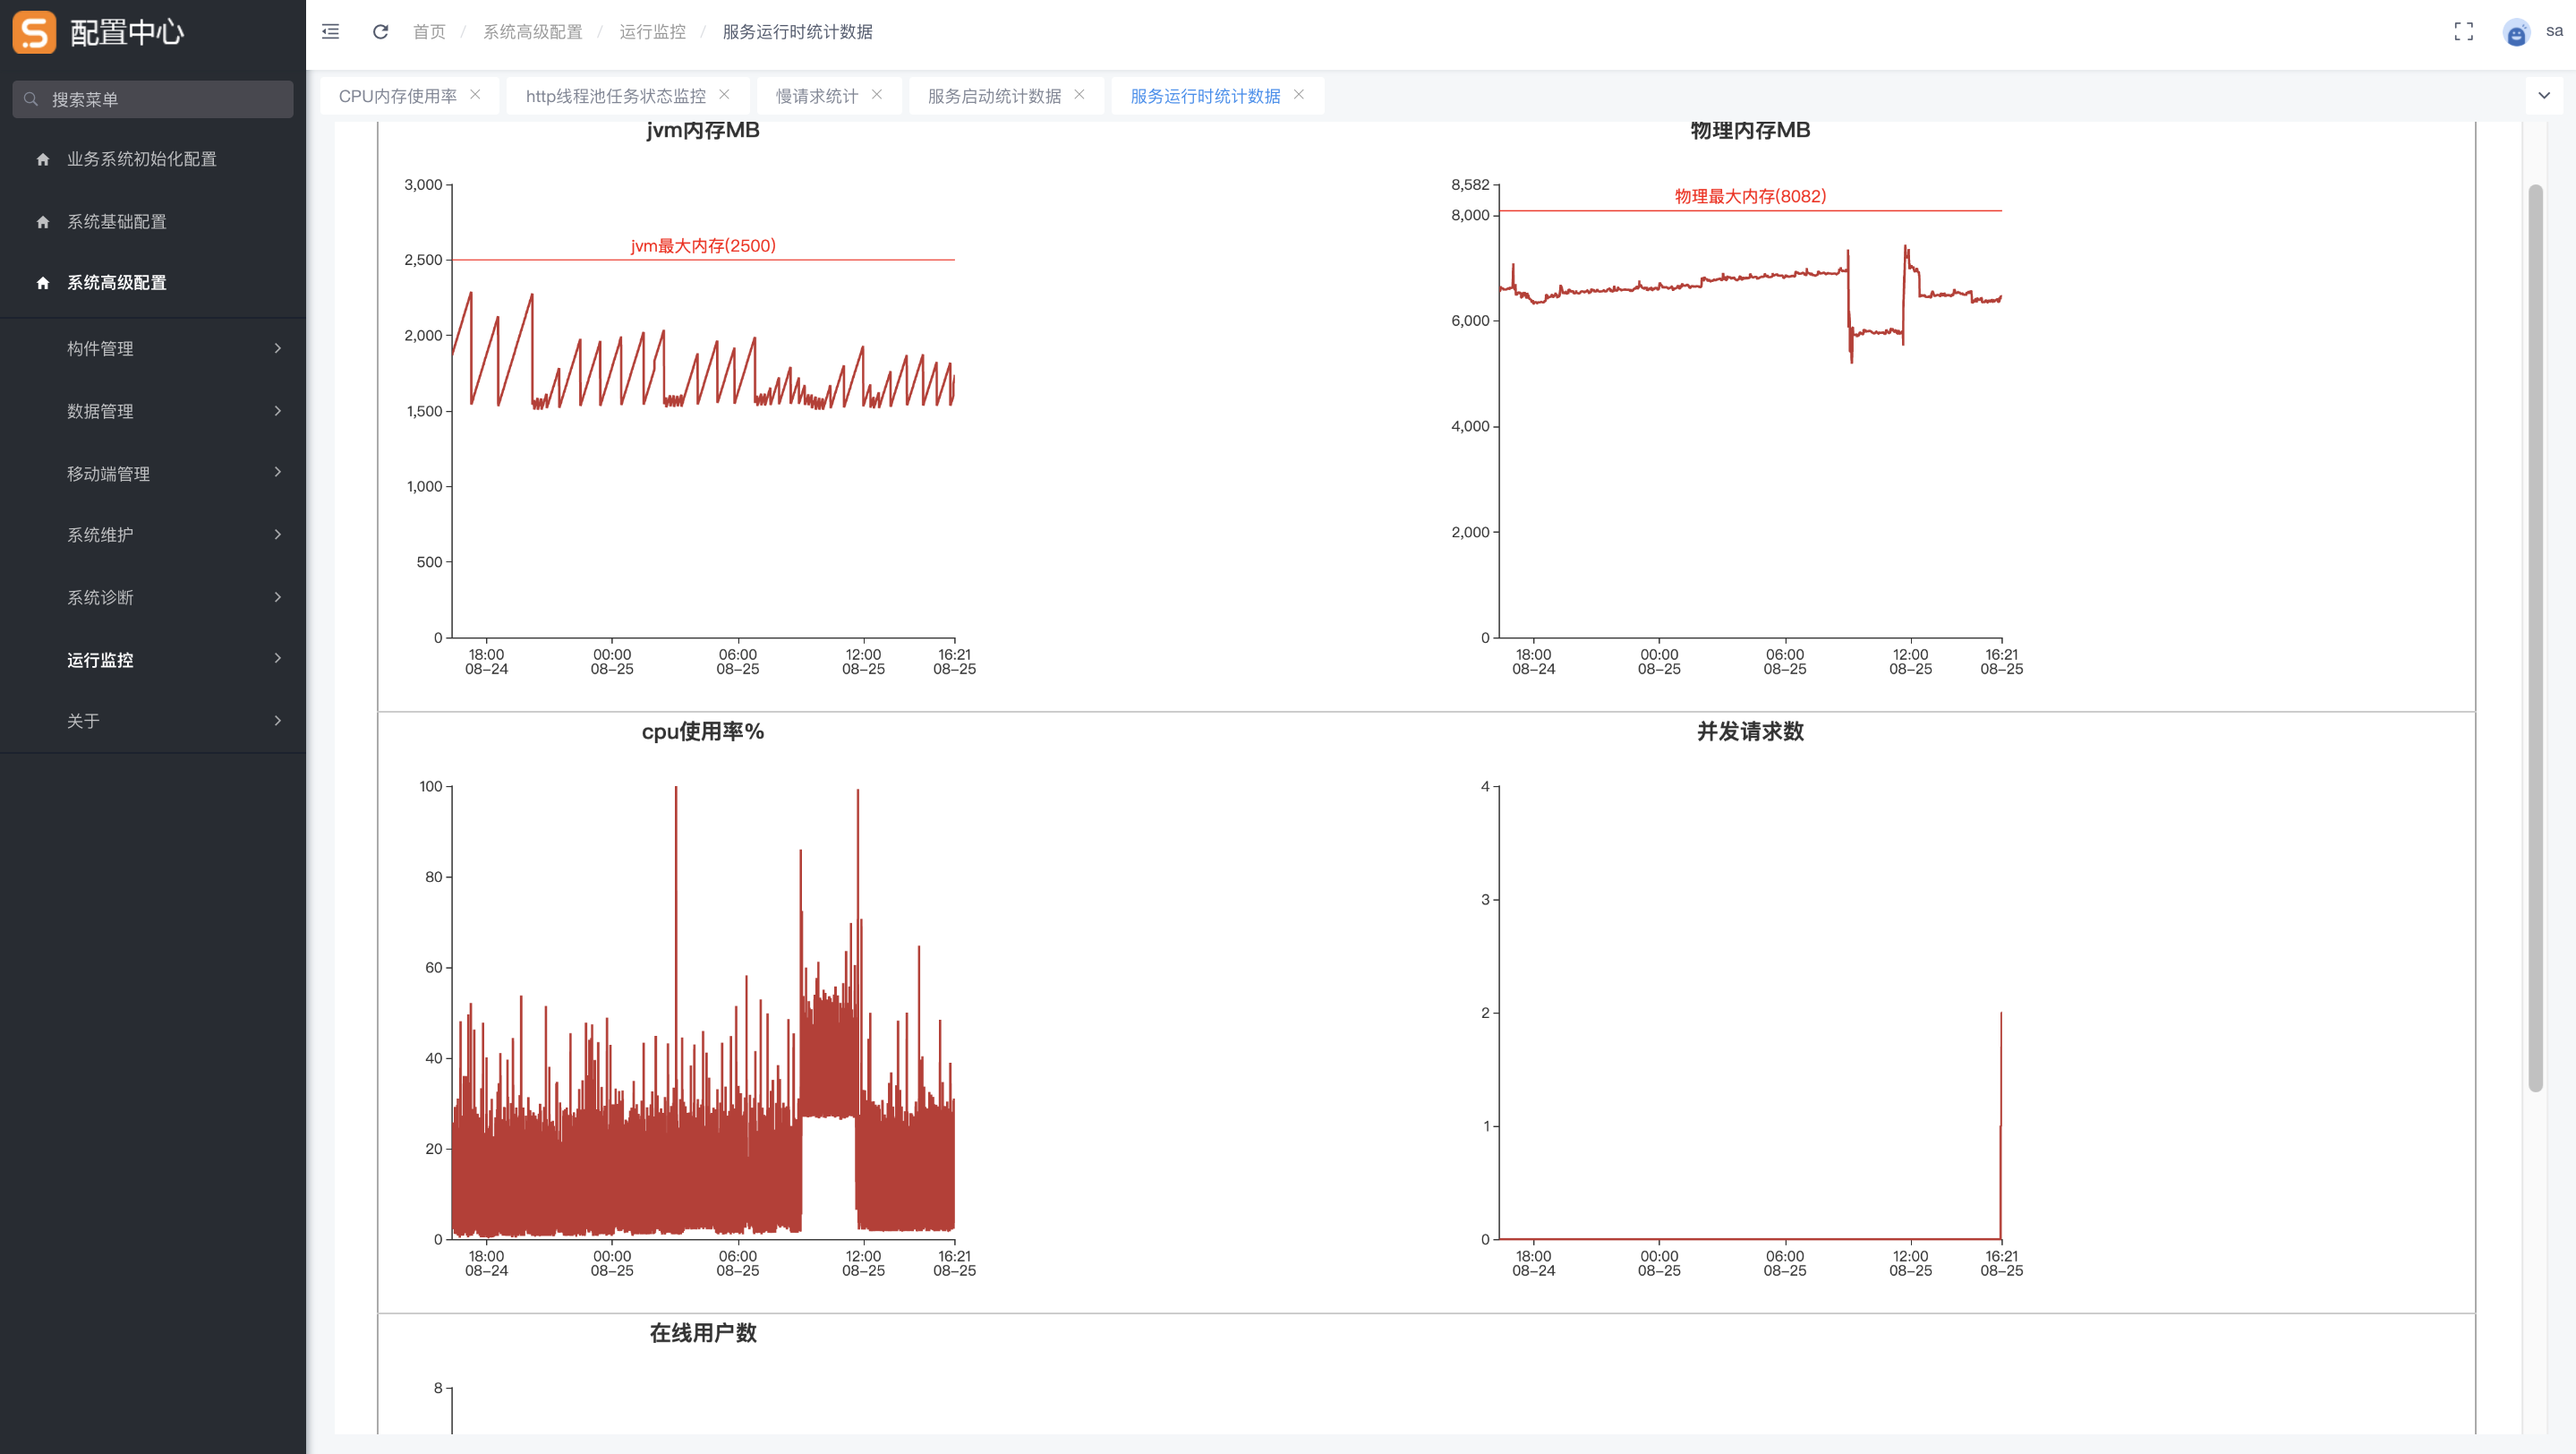 配置中心
首页 / 系统高级配置 / 运行监控 / 服务运行时统计数据
sa
搜索菜单
业务系统初始化配置
系统基础配置
系统高级配置
构件管理
数据管理
移动端管理
系统维护
系统诊断
运行监控
关于
CPU内存使用率
http线程池任务状态监控
慢请求统计
服务启动统计数据
服务运行时统计数据
jvm内存MB
3,000
2,500
2,000
1,500
1,000
500
0
jvm最大内存(2500)
18:00 00:00 06:00 12:00 16:21
08-24 08-25 08-25 08-25 08-25
物理内存MB
8,582
8,000
6,000
4,000
2,000
0
物理最大内存(8082)
18:00 00:00 06:00 12:00 16:21
08-24 08-25 08-25 08-25 08-25
cpu使用率%
100
80
60
40
20
0
18:00 00:00 06:00 12:00 16:21
08-24 08-25 08-25 08-25 08-25
并发请求数
4
3
2
1
0
18:00 00:00 06:00 12:00 16:21
08-24 08-25 08-25 08-25 08-25
在线用户数
8